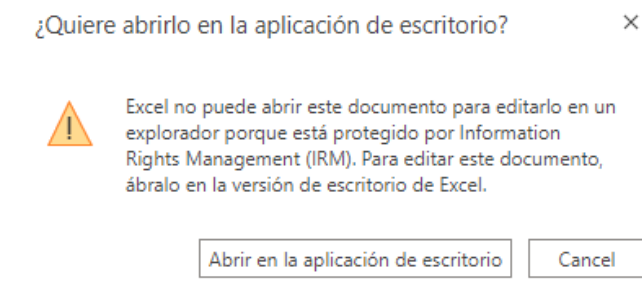 ¿Quiere abrirlo en la aplicación de escritorio?
Excel no puede abrir este documento para editarlo en un
explorador porque está protegido por Information
Rights Management (IRM). Para editar este documento,
ábralo en la versión de escritorio de Excel.
Abrir en la aplicación de escritorio
Cancel